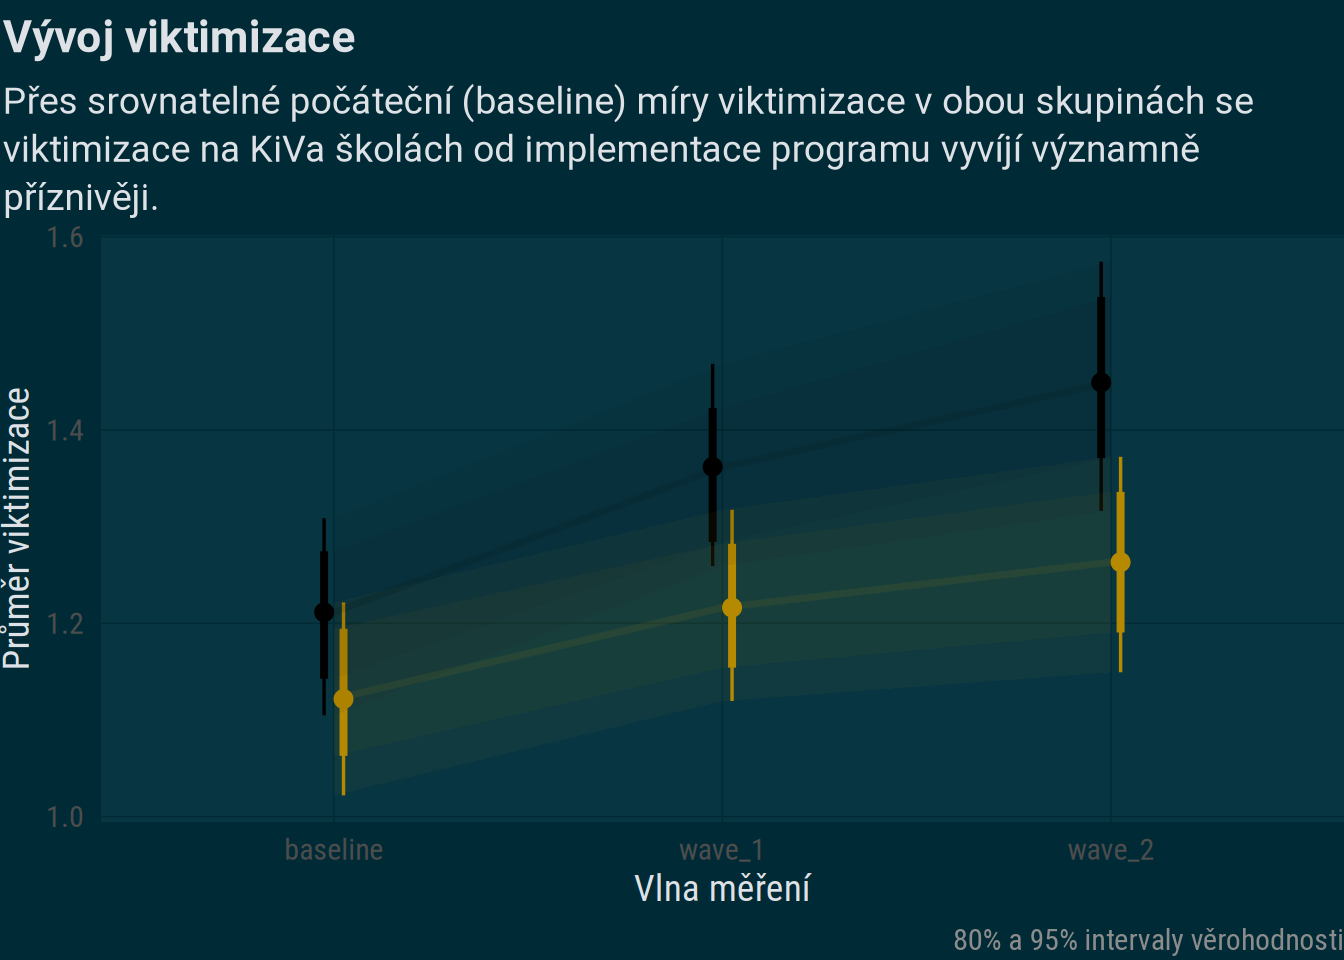 Vývoj viktimizace
Přes srovnatelné počáteční (baseline) míry viktimizace v obou skupinách se
viktimizace na KiVa školách od implementace programu vyvíjí významně
příznivěji.
1.6
1.4
1.2
1.0
Průměr viktimizace
baseline
wave_1
wave_2
Vlna měření
80% a 95% intervaly věrohodnosti